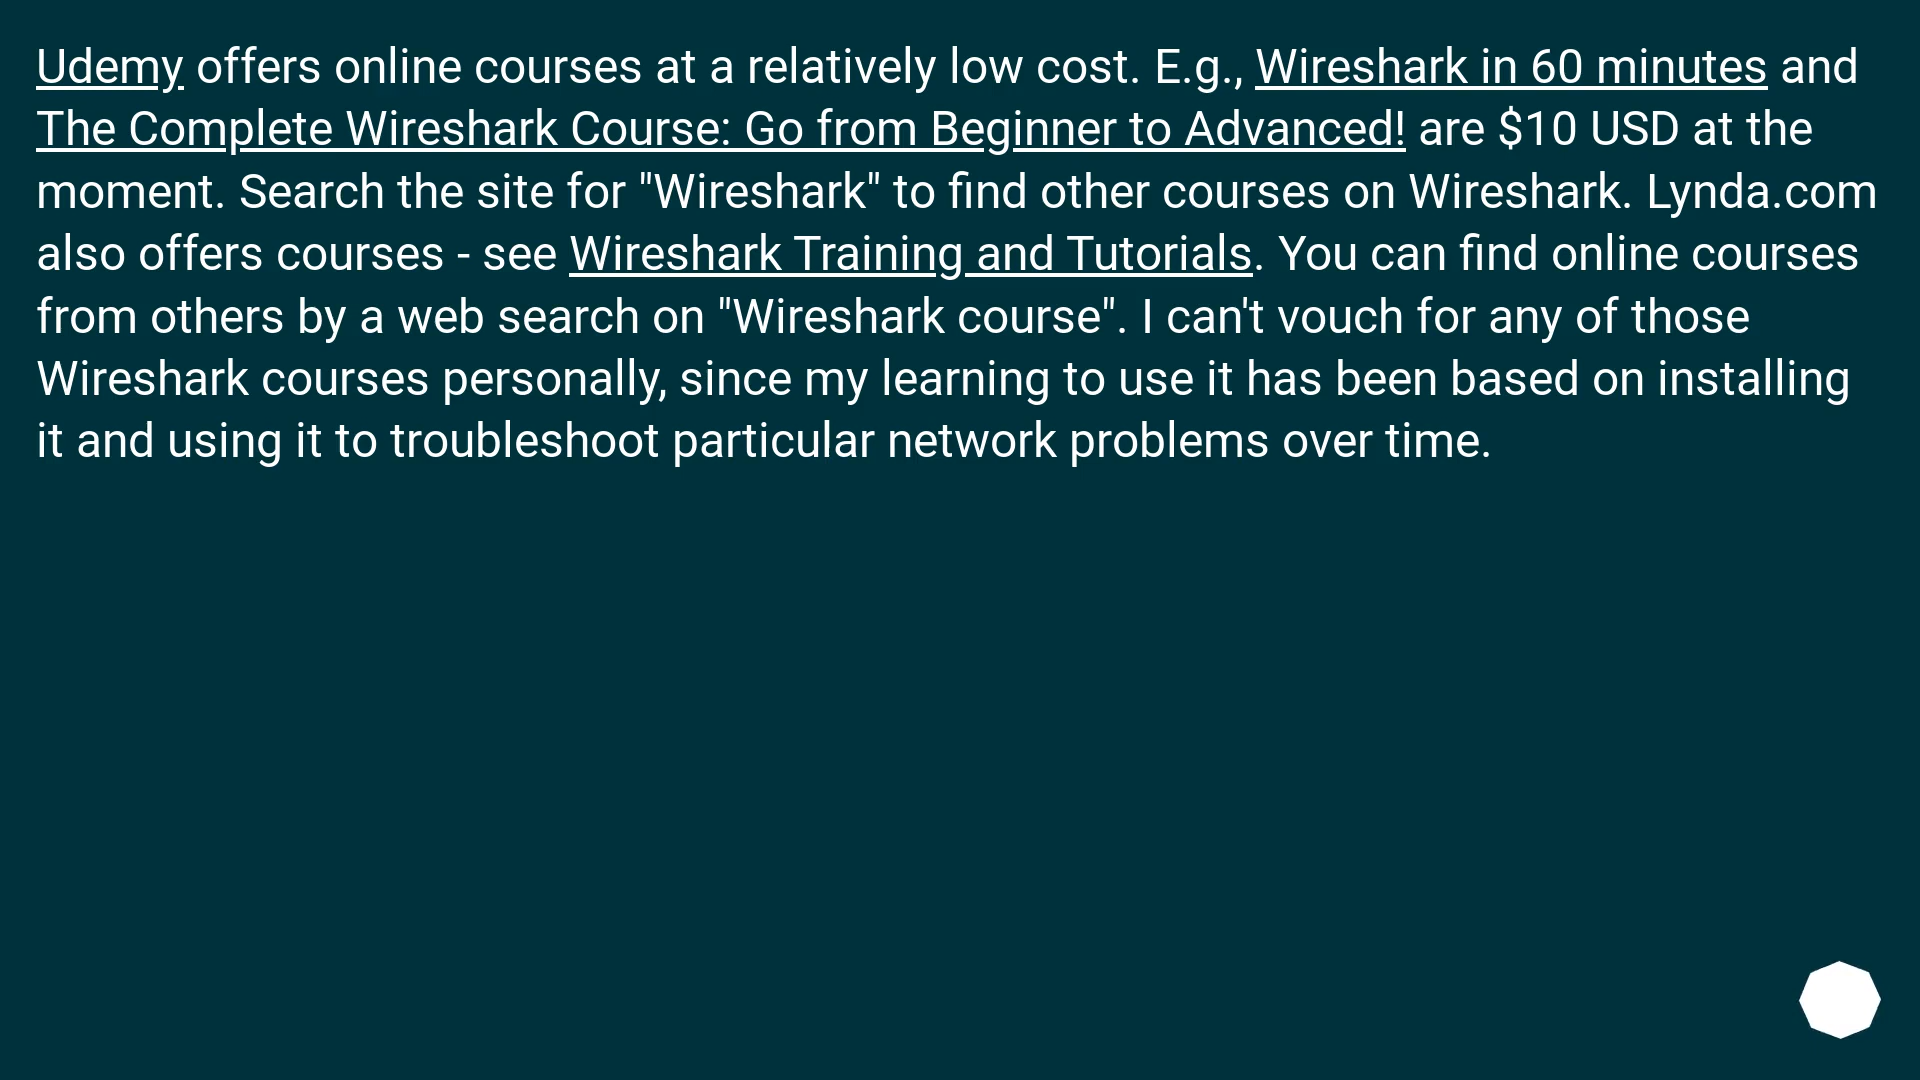 Udemy offers online courses at a relatively low cost. E.g., Wireshark in 60 minutes and
The Complete Wireshark Course: Go from Beginner to Advanced! are $10 USD at the
moment. Search the site for "Wireshark" to find other courses on Wireshark. Lynda.com
also offers courses - see Wireshark Training and Tutorials. You can find online courses
from others by a web search on "Wireshark course". I can't vouch for any of those
Wireshark courses personally, since my learning to use it has been based on installing
it and using it to troubleshoot particular network problems over time.